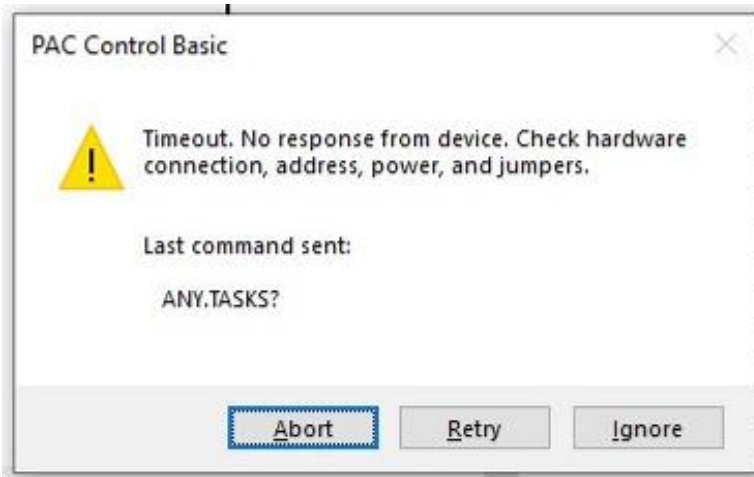 PAC Control Basic
Timeout. No response from device. Check hardware
connection, address, power, and jumpers.
Last command sent:
ANY.TASKS?
Abort
Retry
Ignore